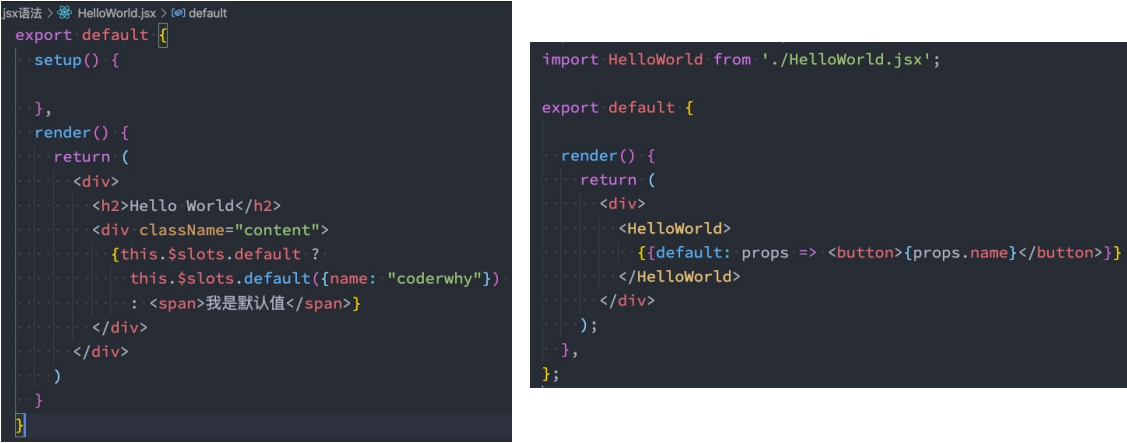 jsx语法 > HelloWorld.jsx > default
export default {
  setup() {

  },
  render() {
    return (
      <div>
        <h2>Hello World</h2>
        <div className="content">
          {this.$slots.default ?
            this.$slots.default({name: "coderwhy"})
            : <span>我是默认值</span>}
        </div>
      </div>
    )
  }
}
import HelloWorld from './HelloWorld.jsx';

export default {

  render() {
    return (
      <div>
        <HelloWorld>
          {{default: props => <button>{props.name}</button>}}
        </HelloWorld>
      </div>
    );
  },
};